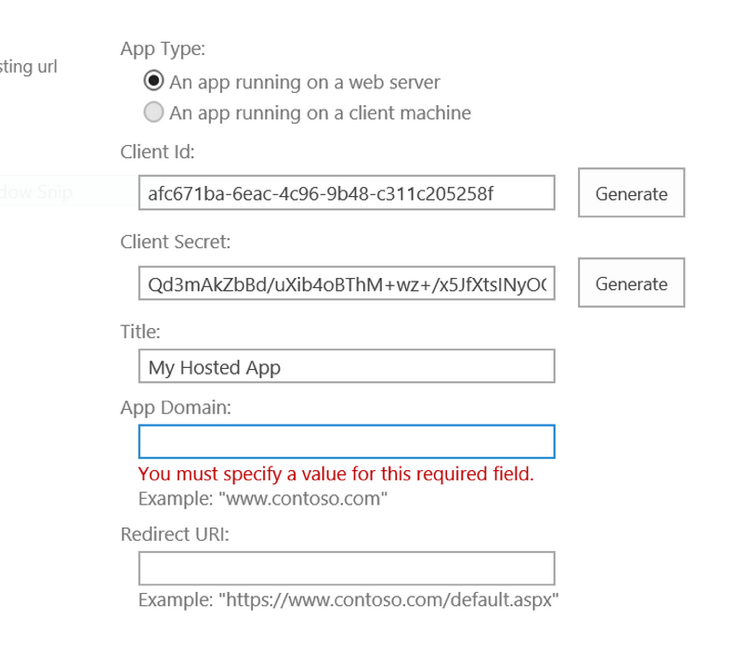 App Type:
sting url
An app running on a web server
An app running on a client machine
Client Id:
dow Snip
afc671ba-6eac-4c96-9b48-c311c205258f
Generate
Client Secret:
Qd3mAkZbBd/uXib4oBThM+wz+/x5JfXtsINyO
Generate
Title:
My Hosted App
App Domain:
You must specify a value for this required field.
Example: "www.contoso.com"
Redirect URI:
Example: "https://www.contoso.com/default.aspx"